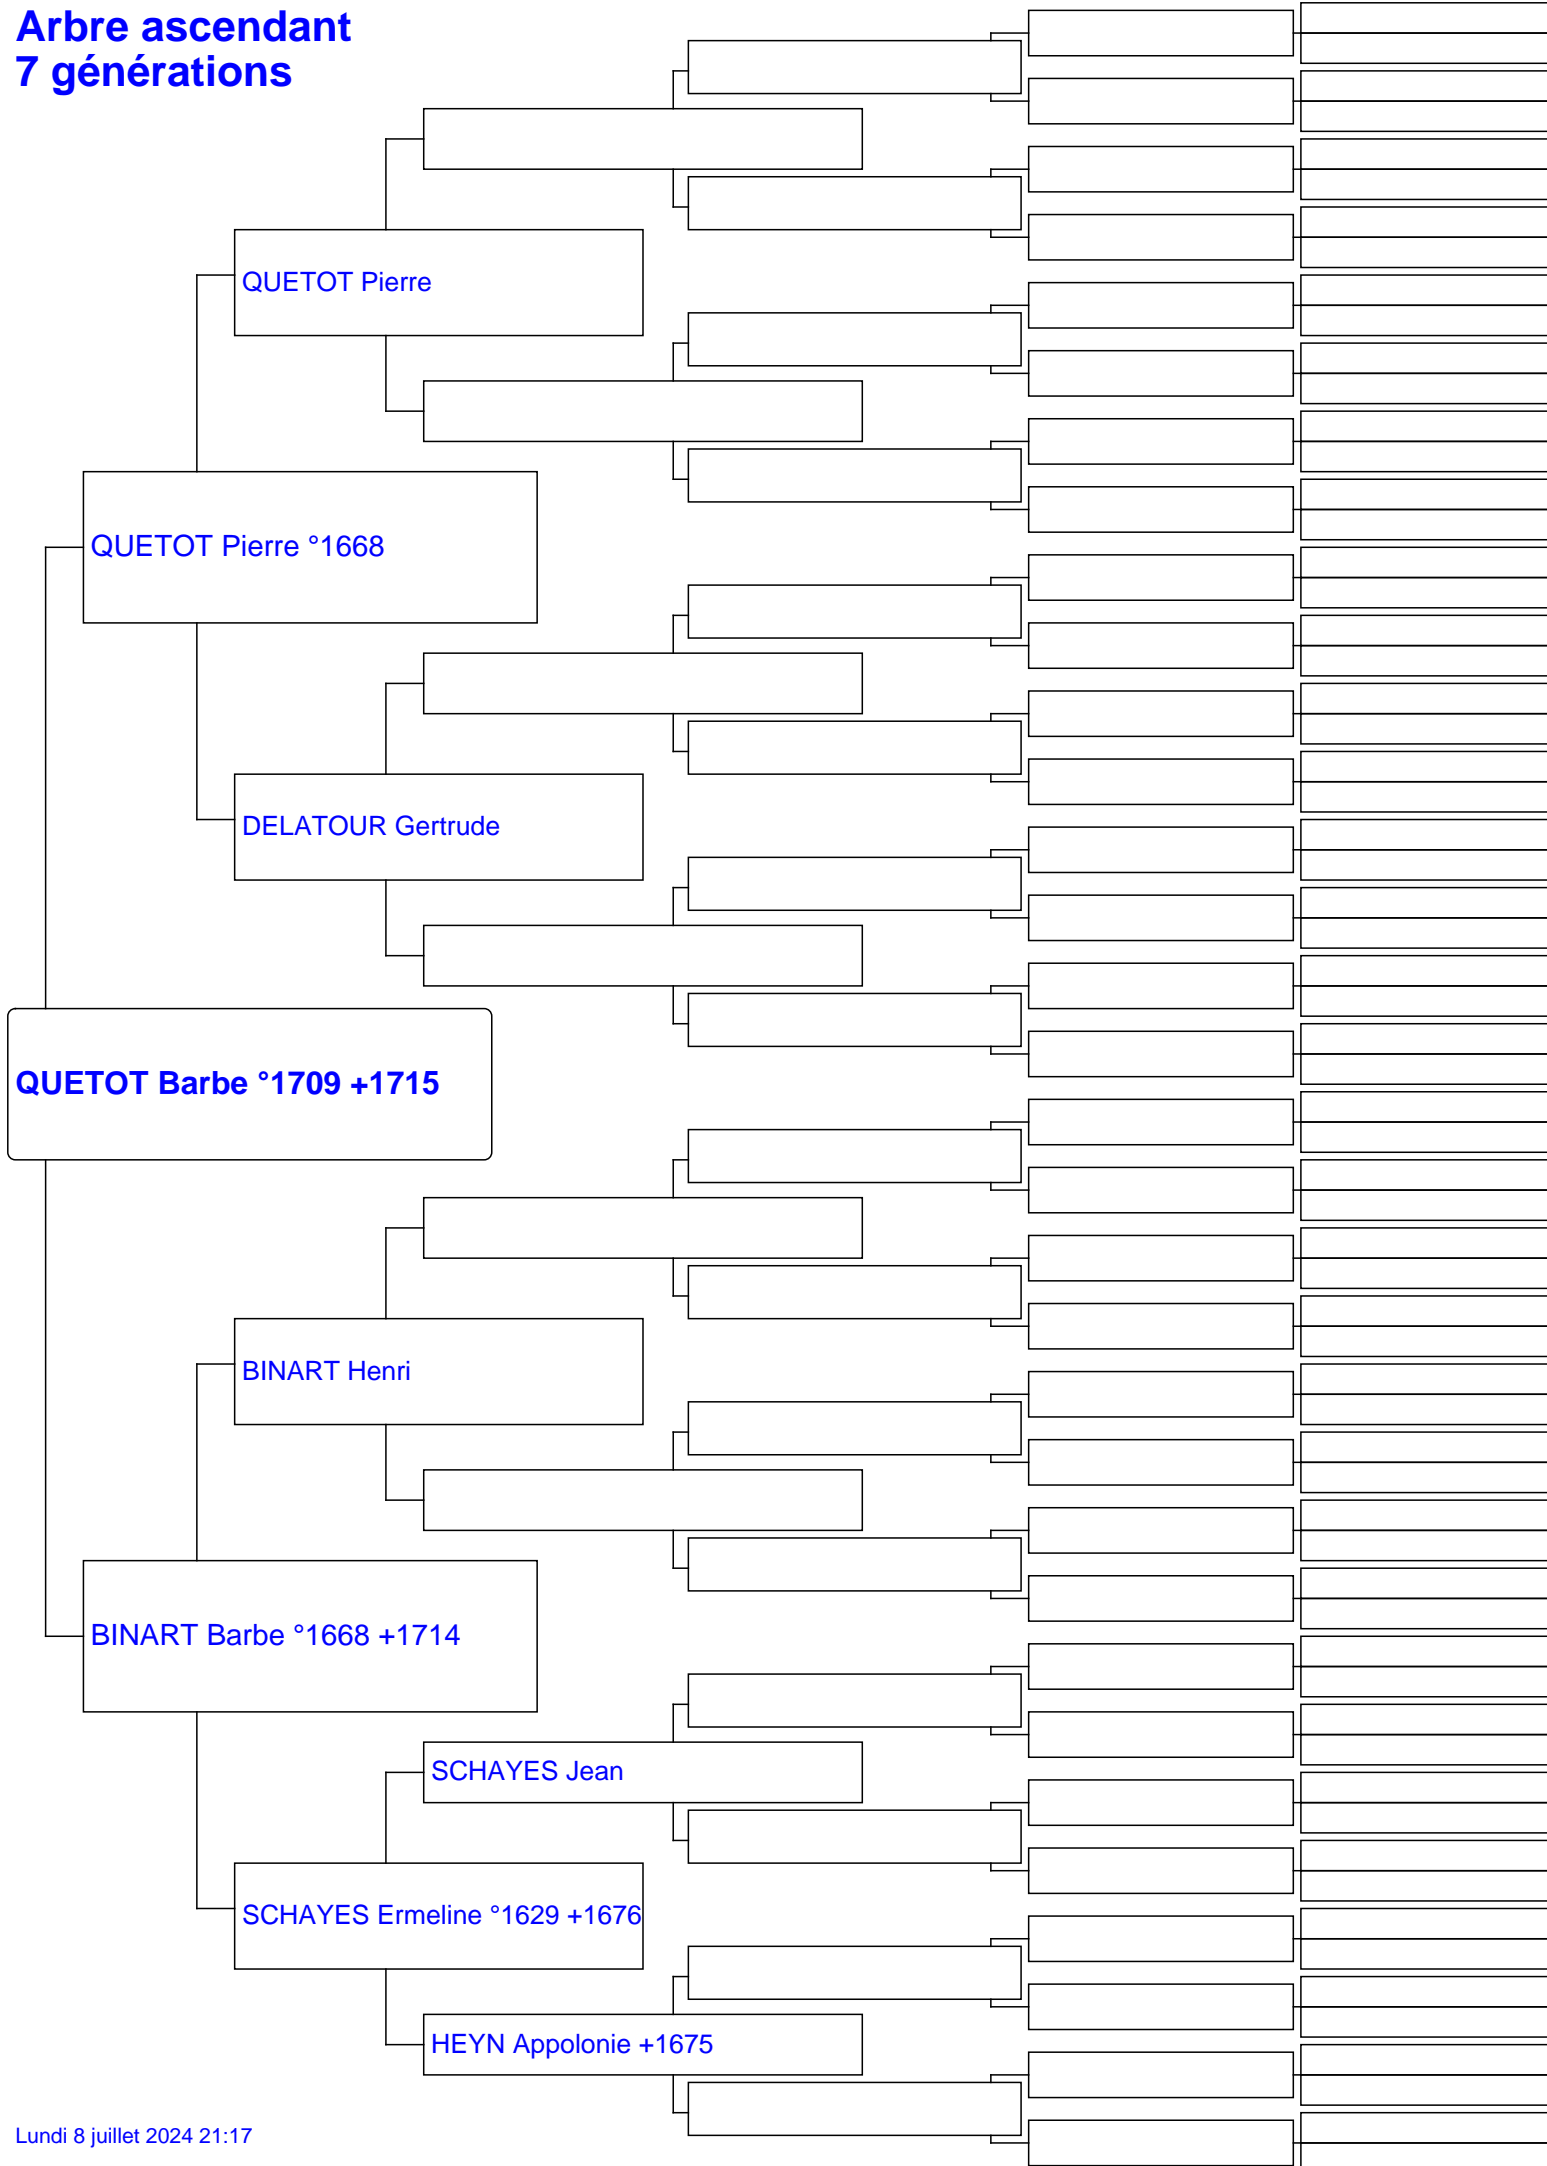 Arbre ascendant
7 générations
QUETOT Pierre
QUETOT Pierre °1668
DELATOUR Gertrude
QUETOT Barbe °1709 +1715
BINART Henri
BINART Barbe °1668 +1714
SCHAYES Jean
SCHAYES Ermeline °1629 +1676
HEYN Appolonie +1675
Lundi 8 juillet 2024 21:17